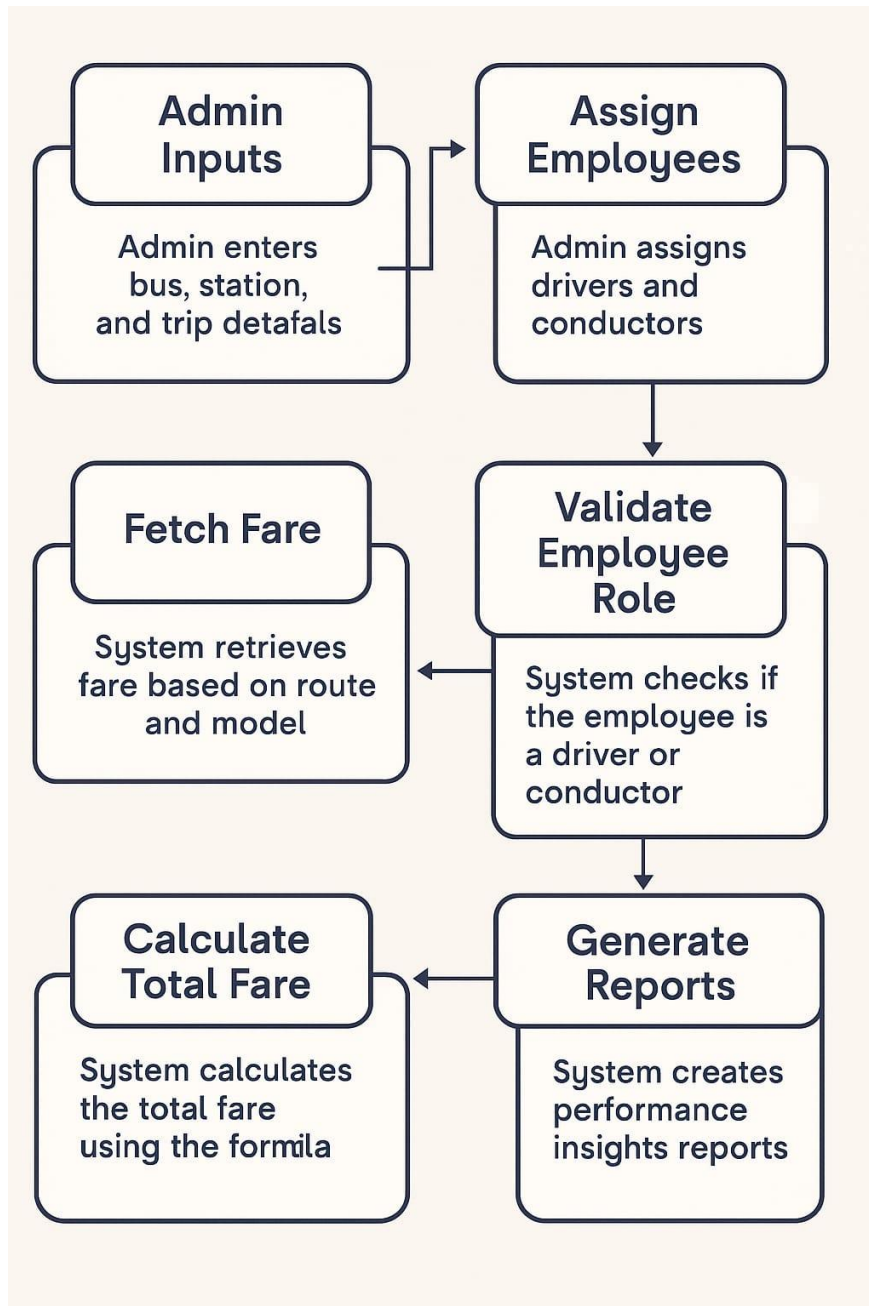 Admin
Inputs
Admin enters
bus, station,
and trip detafals
Assign
Employees
Admin assigns
drivers and
conductors
Fetch Fare
System retrieves
fare based on route
and model
Validate
Employee
Role
System checks if
the employee is
a driver or
conductor
Calculate
Total Fare
System calculates
the total fare
using the formila
Generate
Reports
System creates
performance
insights reports